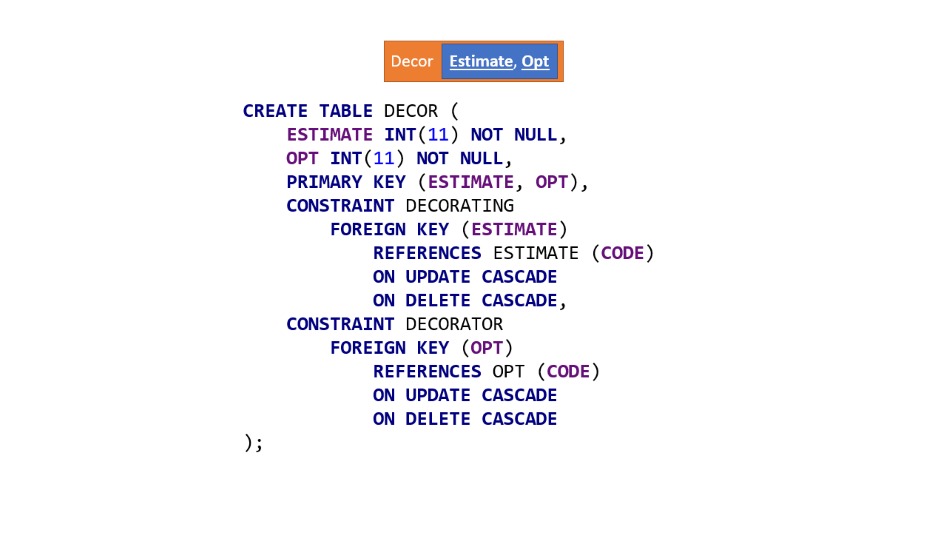 Decor Estimate, Opt
CREATE TABLE DECOR (
    ESTIMATE INT(11) NOT NULL,
    OPT INT(11) NOT NULL,
    PRIMARY KEY (ESTIMATE, OPT),
    CONSTRAINT DECORATING
        FOREIGN KEY (ESTIMATE)
            REFERENCES ESTIMATE (CODE)
            ON UPDATE CASCADE
            ON DELETE CASCADE,
    CONSTRAINT DECORATOR
        FOREIGN KEY (OPT)
            REFERENCES OPT (CODE)
            ON UPDATE CASCADE
            ON DELETE CASCADE
);